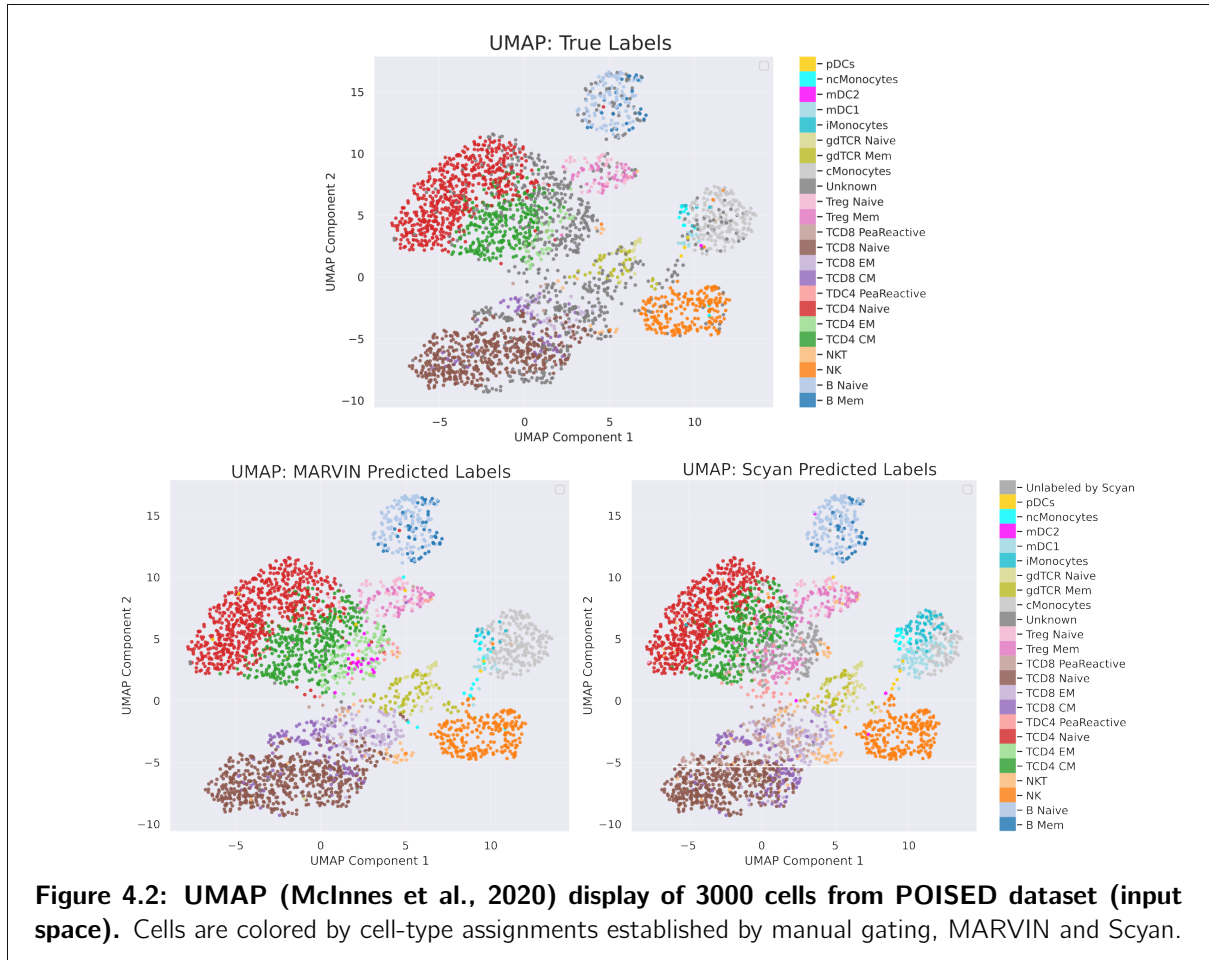 UMAP: True Labels
UMAP Component 2
15
10
5
0
−5
−10
−5
0
5
10
UMAP Component 1
pDCs
ncMonocytes
mDC2
mDC1
iMonocytes
gdTCR Naive
gdTCR Mem
cMonocytes
Unknown
Treg Naive
Treg Mem
TCD8 PeaReactive
TCD8 Naive
TCD8 EM
TCD8 CM
TDC4 PeaReactive
TCD4 Naive
TCD4 EM
TCD4 CM
NKT
NK
B Naive
B Mem
UMAP: MARVIN Predicted Labels
UMAP Component 2
15
10
5
0
−5
−10
−5
0
5
10
UMAP Component 1
UMAP: Scyan Predicted Labels
UMAP Component 2
15
10
5
0
−5
−10
−5
0
5
10
UMAP Component 1
Unlabeled by Scyan
pDCs
ncMonocytes
mDC2
mDC1
iMonocytes
gdTCR Naive
gdTCR Mem
cMonocytes
Unknown
Treg Naive
Treg Mem
TCD8 PeaReactive
TCD8 Naive
TCD8 EM
TCD8 CM
TDC4 PeaReactive
TCD4 Naive
TCD4 EM
TCD4 CM
NKT
NK
B Naive
B Mem
Figure 4.2: UMAP (McInnes et al., 2020) display of 3000 cells from POISED dataset (input
space). Cells are colored by cell-type assignments established by manual gating, MARVIN and Scyan.